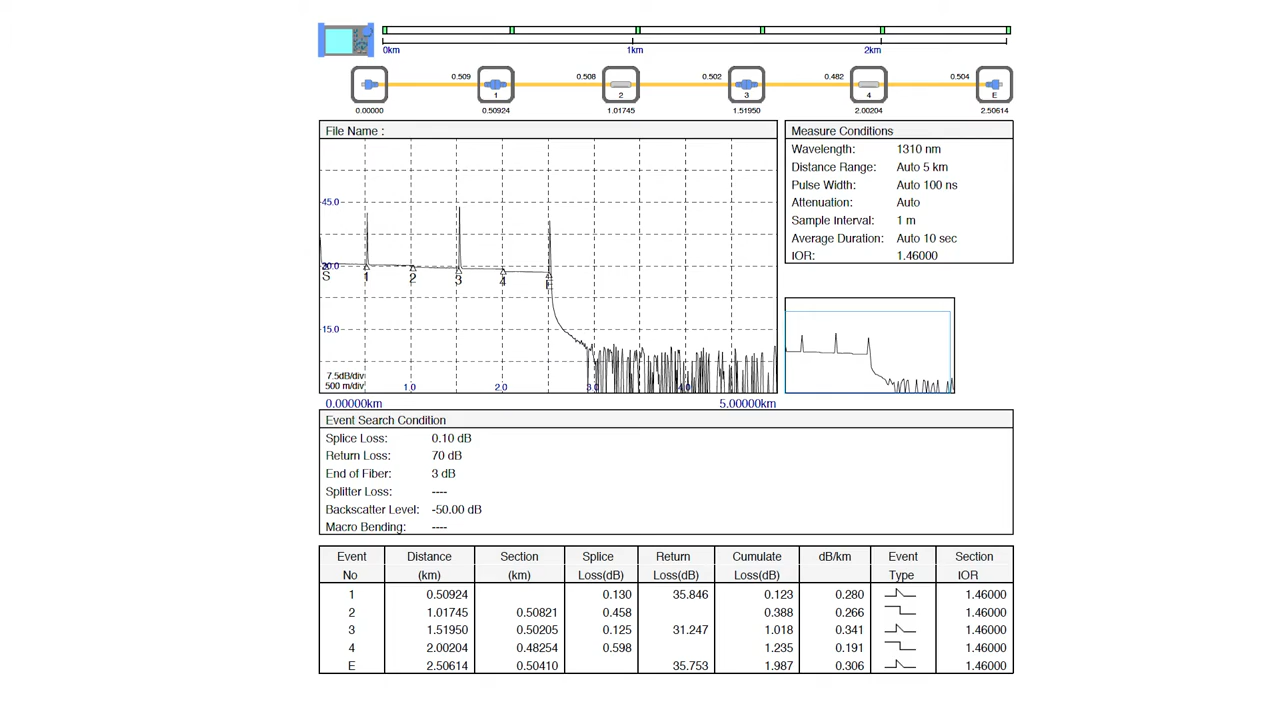 0km 1km 2km
0.509 0.508 0.502 0.482 0.504
1 2 3 4 E
0.00000 0.50924 1.01745 1.51950 2.00204 2.50614
File Name :
45.0
30.0
S 1 2 3 4 E
15.0
7.5dB/div
500 m/div 1.0 2.0 3.0 4.0
0.00000km 5.00000km
Measure Conditions
Wavelength: 1310 nm
Distance Range: Auto 5 km
Pulse Width: Auto 100 ns
Attenuation: Auto
Sample Interval: 1 m
Average Duration: Auto 10 sec
IOR: 1.46000
Event Search Condition
Splice Loss: 0.10 dB
Return Loss: 70 dB
End of Fiber: 3 dB
Splitter Loss: ----
Backscatter Level: -50.00 dB
Macro Bending: ----
Event Distance Section Splice Return Cumulate dB/km Event Section
No (km) (km) Loss(dB) Loss(dB) Loss(dB) Type IOR
1 0.50924 0.130 35.846 0.123 0.280 1.46000
2 1.01745 0.50821 0.458 0.388 0.266 1.46000
3 1.51950 0.50205 0.125 31.247 1.018 0.341 1.46000
4 2.00204 0.48254 0.598 1.235 0.191 1.46000
E 2.50614 0.50410 35.753 1.987 0.306 1.46000